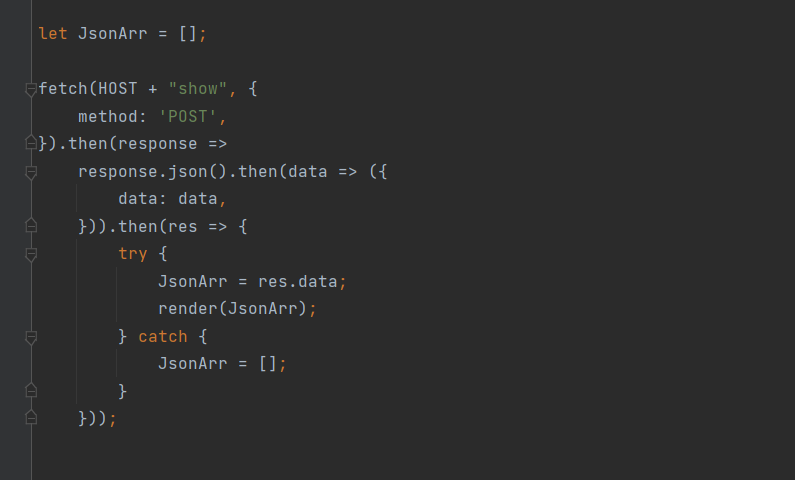 let JsonArr = [];
fetch(HOST + "show", {
    method: 'POST',
}).then(response =>
    response.json().then(data => ({
        data: data,
    })).then(res => {
        try {
            JsonArr = res.data;
            render(JsonArr);
        } catch {
            JsonArr = [];
        }
    }));